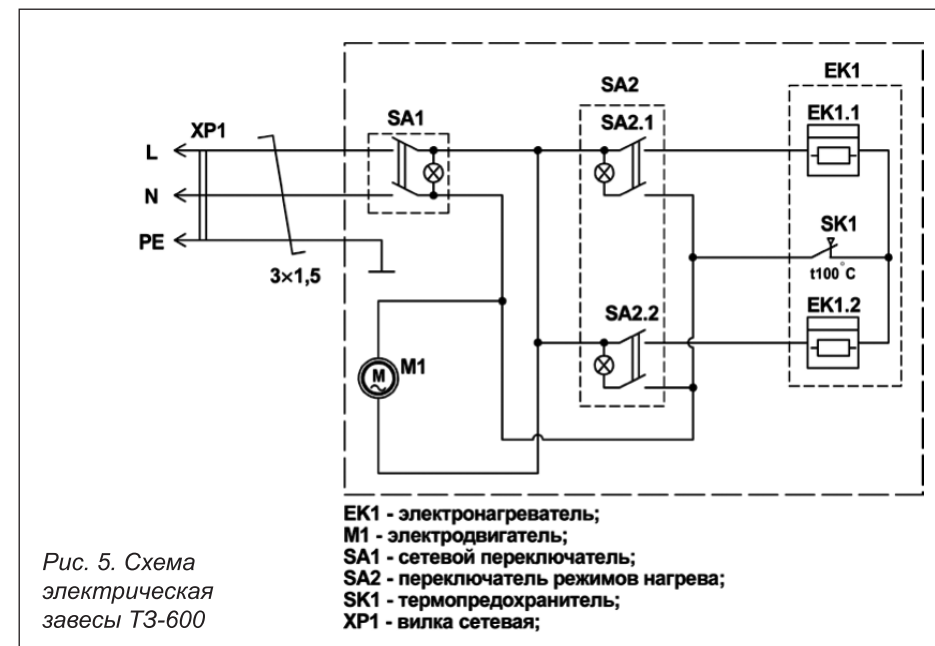 XP1
L
N
PE
3×1,5
SA1
SA2
SA2.1
EK1
EK1.1
SK1
t100°C
EK1.2
SA2.2
M
M1
EK1 - электронагреватель;
М1 - электродвигатель;
SA1 - сетевой переключатель;
SA2 - переключатель режимов нагрева;
SK1 - термопредохранитель;
XP1 - вилка сетевая;
Рис. 5. Схема
электрическая
завесы ТЗ-600